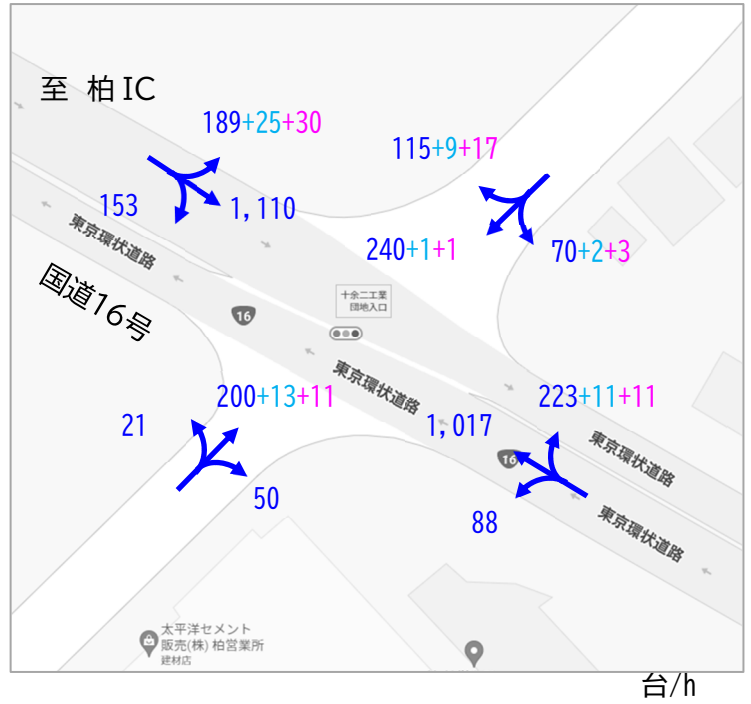 至 柏IC
189+25+30
115+9+17
153
1,110
240+1+1
70+2+3
東京環状道路
国道16号
十余二工業
団地入口
16
東京環状道路
200+13+11
223+11+11
21
1,017
東京環状道路
16
50
88
東京環状道路
太平洋セメント
販売(株) 柏営業所
建材店
台/h